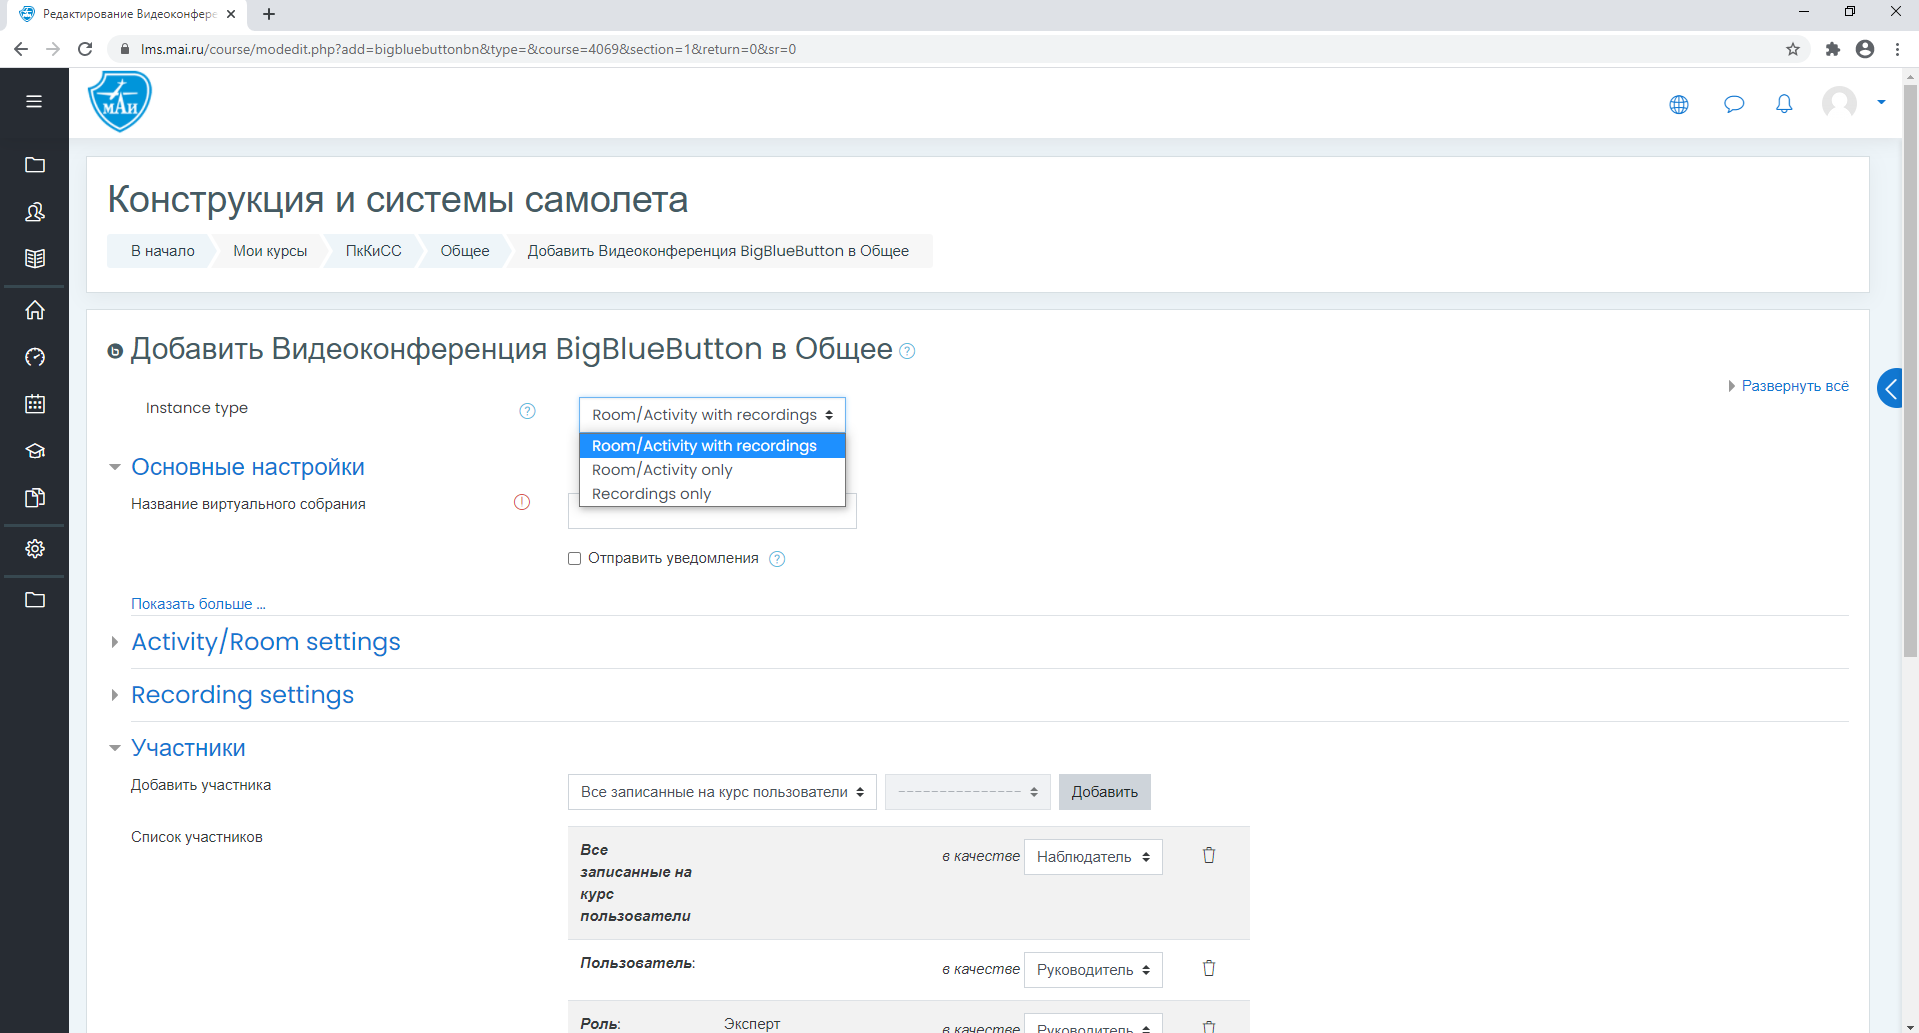 Редактирование Видеоконфере
lms.mai.ru/course/modedit.php?add=bigbluebuttonbn&type=&course=4069&section=1&return=0&sr=0
МАИ
Конструкция и системы самолета
В начало Мои курсы ПкКиСС Общее Добавить Видеоконференция BigBlueButton в Общее
Добавить Видеоконференция BigBlueButton в Общее
Развернуть всё
Instance type
Room/Activity with recordings
Room/Activity with recordings
Room/Activity only
Recordings only
Основные настройки
Название виртуального собрания
Отправить уведомления
Показать больше ...
Activity/Room settings
Recording settings
Участники
Добавить участника Все записанные на курс пользователи --------------- Добавить
Список участников
Все
записанные на
курс
пользователи
в качестве Наблюдатель
Пользователь: в качестве Руководитель
Роль: Эксперт в качестве Руководитель